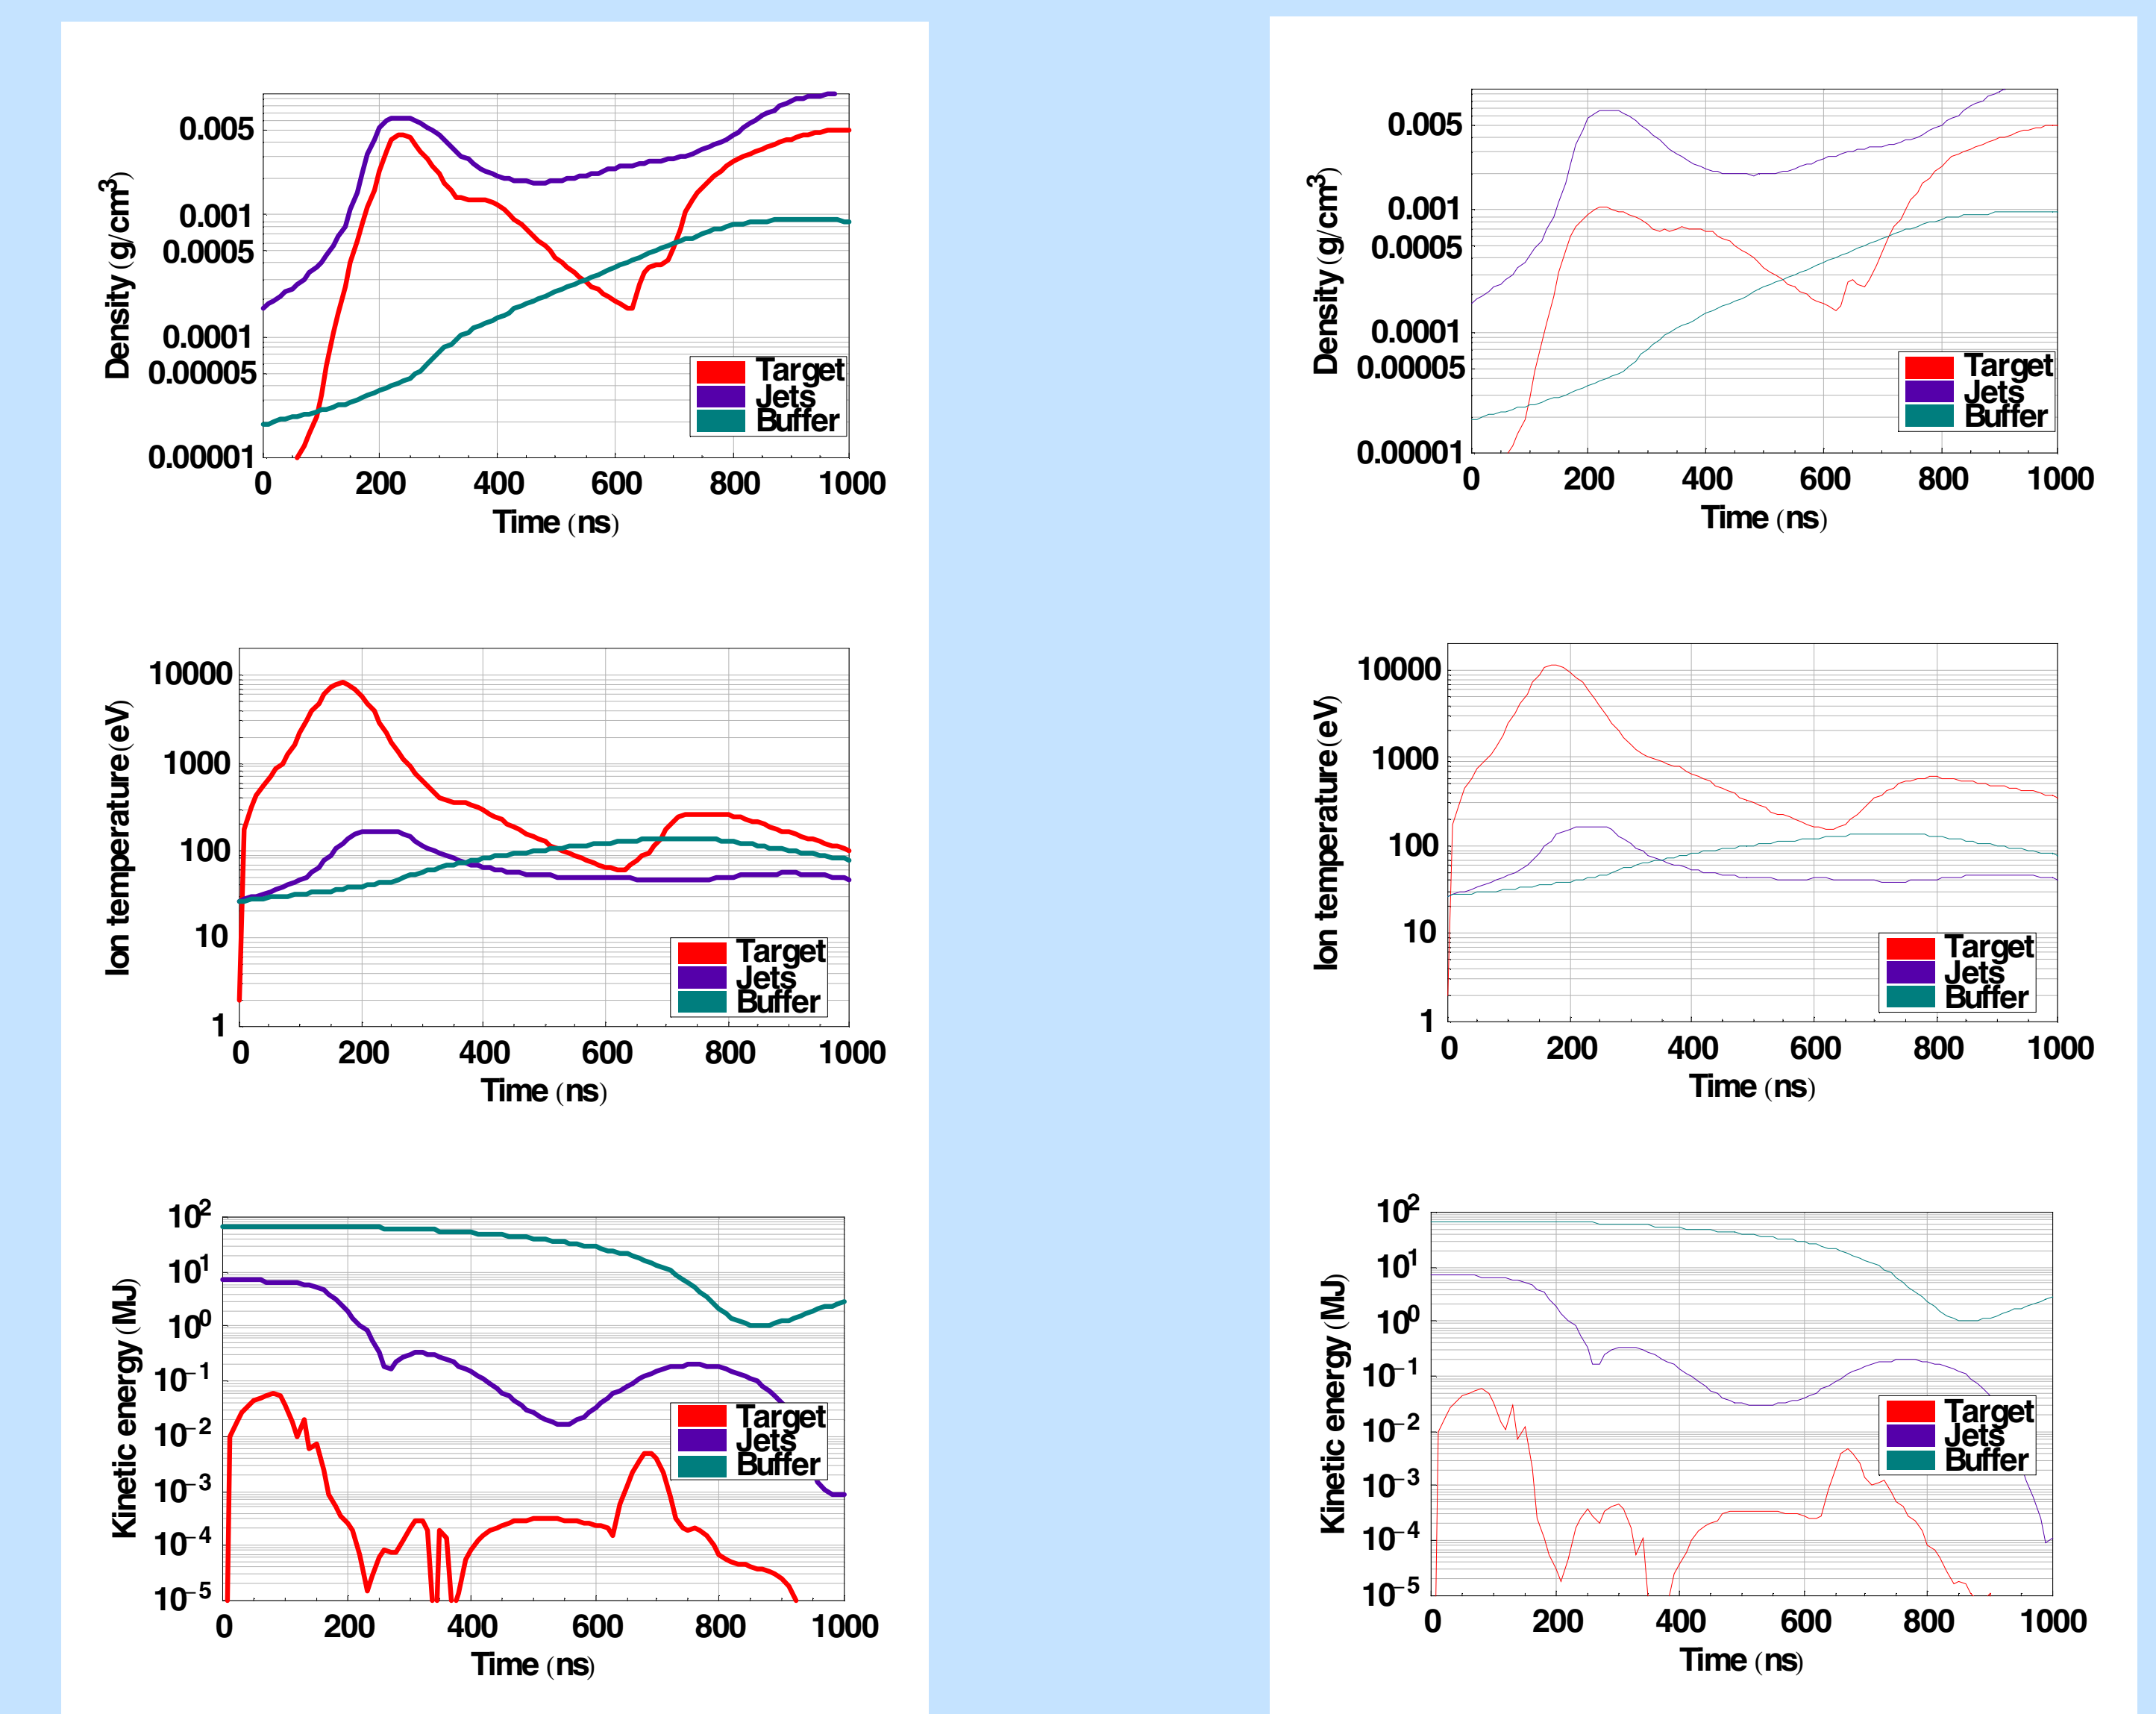 0.005
0.001
0.0005
0.0001
0.00005
0.00001
Density (g/cm³)
Target
Jets
Buffer
0 200 400 600 800 1000
Time (ns)
10000
1000
100
10
1
Ion temperature(eV)
Target
Jets
Buffer
0 200 400 600 800 1000
Time (ns)
10²
10¹
10⁰
10⁻¹
10⁻²
10⁻³
10⁻⁴
10⁻⁵
Kinetic energy (MJ)
Target
Jets
Buffer
0 200 400 600 800 1000
Time (ns)
0.005
0.001
0.0005
0.0001
0.00005
0.00001
Density (g/cm³)
Target
Jets
Buffer
0 200 400 600 800 1000
Time (ns)
10000
1000
100
10
1
Ion temperature(eV)
Target
Jets
Buffer
0 200 400 600 800 1000
Time (ns)
10²
10¹
10⁰
10⁻¹
10⁻²
10⁻³
10⁻⁴
10⁻⁵
Kinetic energy (MJ)
Target
Jets
Buffer
0 200 400 600 800 1000
Time (ns)